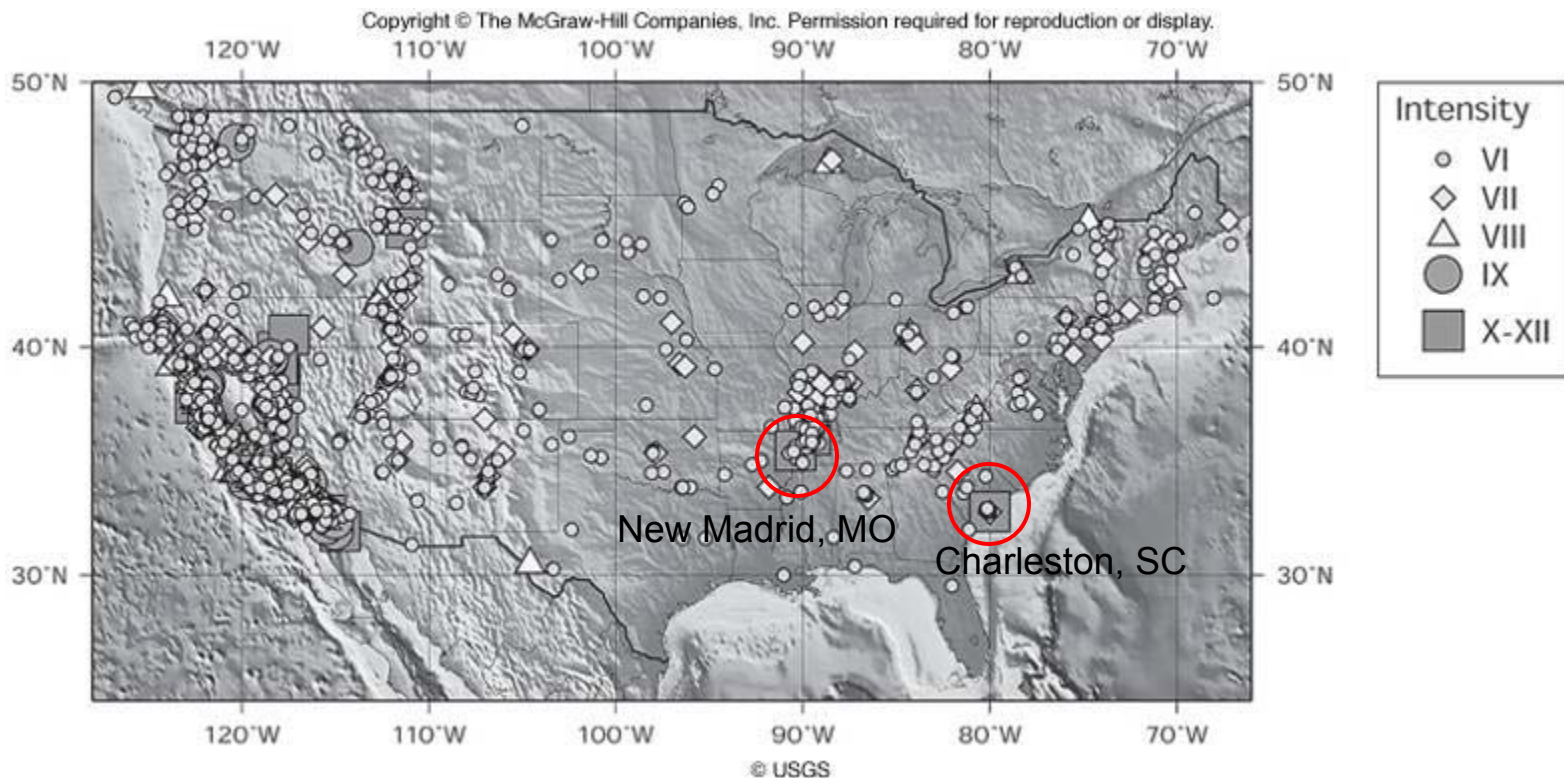 Copyright © The McGraw-Hill Companies, Inc. Permission required for reproduction or display.
120˚W 110˚W 100˚W 90˚W 80˚W 70˚W
50˚N 50˚N
Intensity
VI
VII
VIII
IX
X-XII
40˚N 40˚N
New Madrid, MO
Charleston, SC
30˚N 30˚N
120˚W 110˚W 100˚W 90˚W 80˚W 70˚W
© USGS